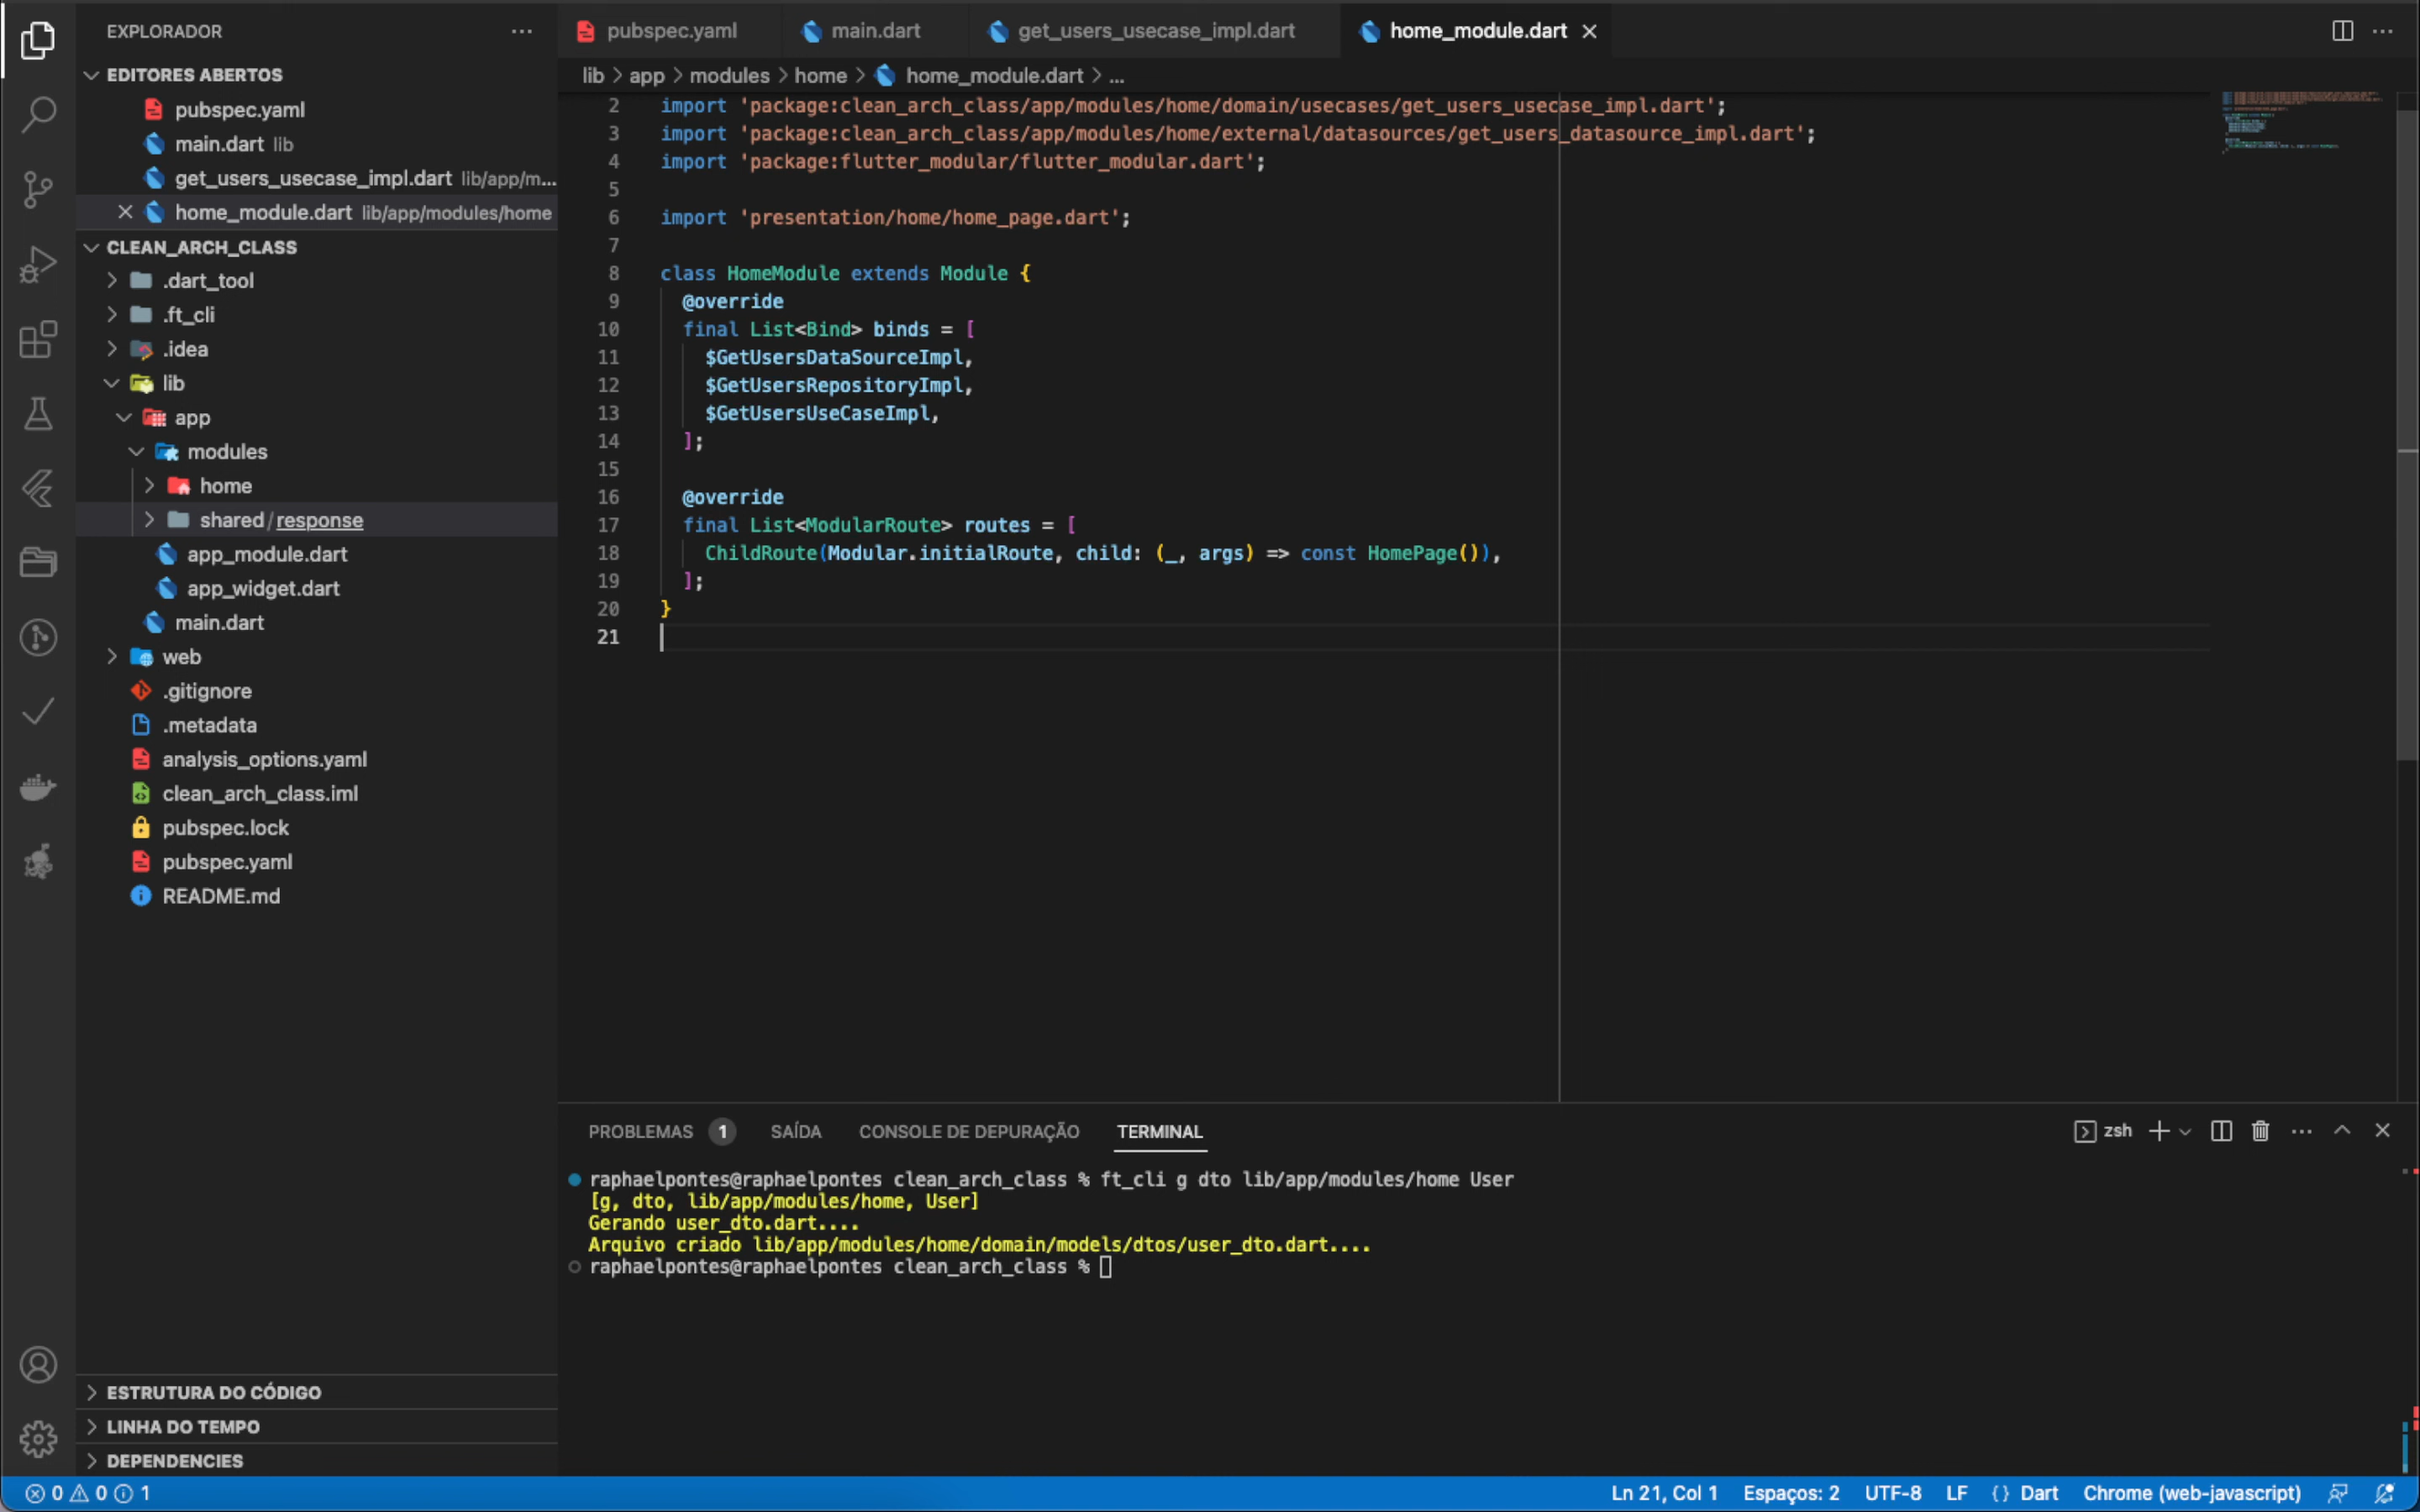 EXPLORADOR
EDITORES ABERTOS
pubspec.yaml
main.dart lib
get_users_usecase_impl.dart lib/app/m...
home_module.dart lib/app/modules/home
CLEAN_ARCH_CLASS
.dart_tool
.ft_cli
.idea
lib
app
modules
home
shared/response
app_module.dart
app_widget.dart
main.dart
web
.gitignore
.metadata
analysis_options.yaml
clean_arch_class.iml
pubspec.lock
pubspec.yaml
README.md
ESTRUTURA DO CÓDIGO
LINHA DO TEMPO
DEPENDENCIES
pubspec.yaml main.dart get_users_usecase_impl.dart home_module.dart
lib > app > modules > home > home_module.dart > ...
2 import 'package:clean_arch_class/app/modules/home/domain/usecases/get_users_usecase_impl.dart';
3 import 'package:clean_arch_class/app/modules/home/external/datasources/get_users_datasource_impl.dart';
4 import 'package:flutter_modular/flutter_modular.dart';
5
6 import 'presentation/home/home_page.dart';
7
8 class HomeModule extends Module {
9 @override
10 final List<Bind> binds = [
11 $GetUsersDataSourceImpl,
12 $GetUsersRepositoryImpl,
13 $GetUsersUseCaseImpl,
14 ];
15
16 @override
17 final List<ModularRoute> routes = [
18 ChildRoute(Modular.initialRoute, child: (_, args) => const HomePage()),
19 ];
20 }
21
PROBLEMAS 1 SAÍDA CONSOLE DE DEPURAÇÃO TERMINAL zsh
raphaelpontes@raphaelpontes clean_arch_class % ft_cli g dto lib/app/modules/home User
[g, dto, lib/app/modules/home, User]
Gerando user_dto.dart....
Arquivo criado lib/app/modules/home/domain/models/dtos/user_dto.dart....
raphaelpontes@raphaelpontes clean_arch_class %
0 0 1 Ln 21, Col 1 Espaços: 2 UTF-8 LF {} Dart Chrome (web-javascript)